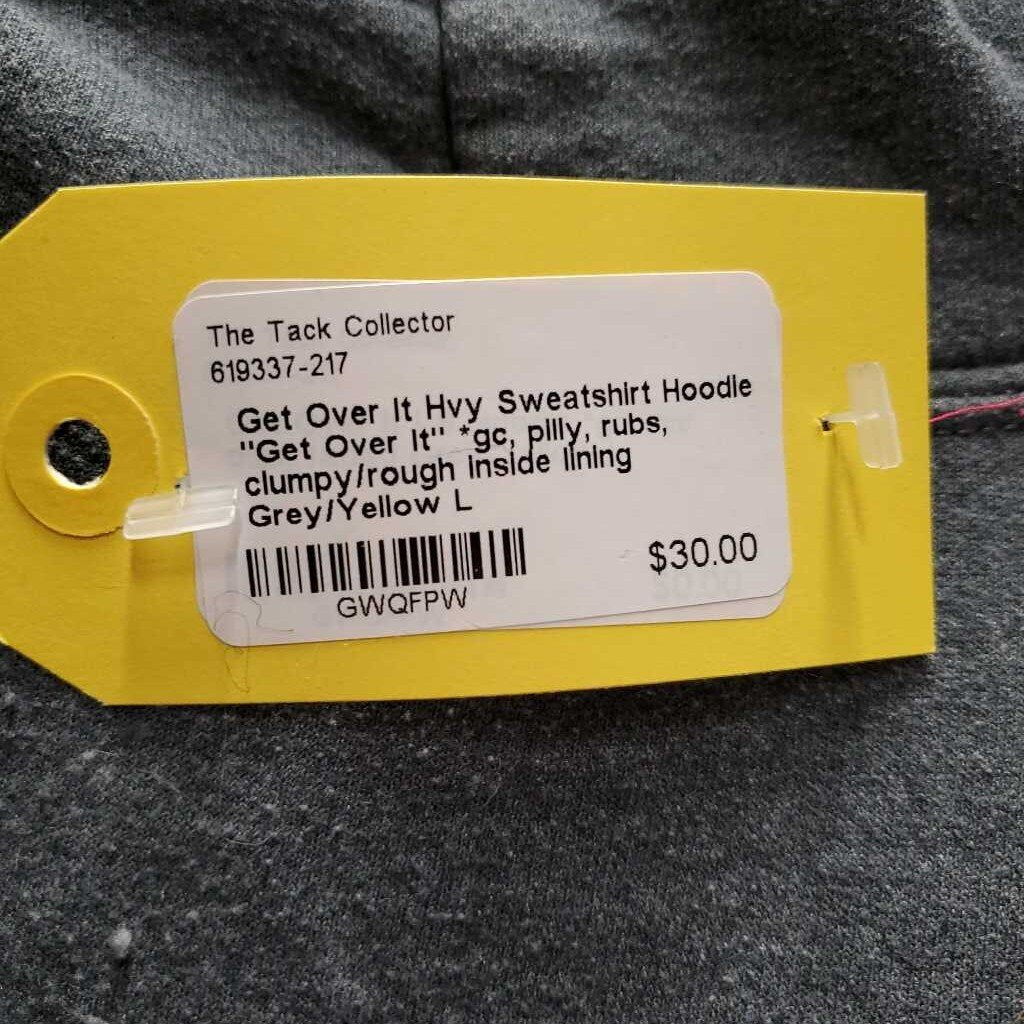 The Tack Collector
619337-217
Get Over It Hvy Sweatshirt Hoodie
"Get Over It" *gc, pilly, rubs,
clumpy/rough inside lining
Grey/Yellow L
$30.00
GWQFPW